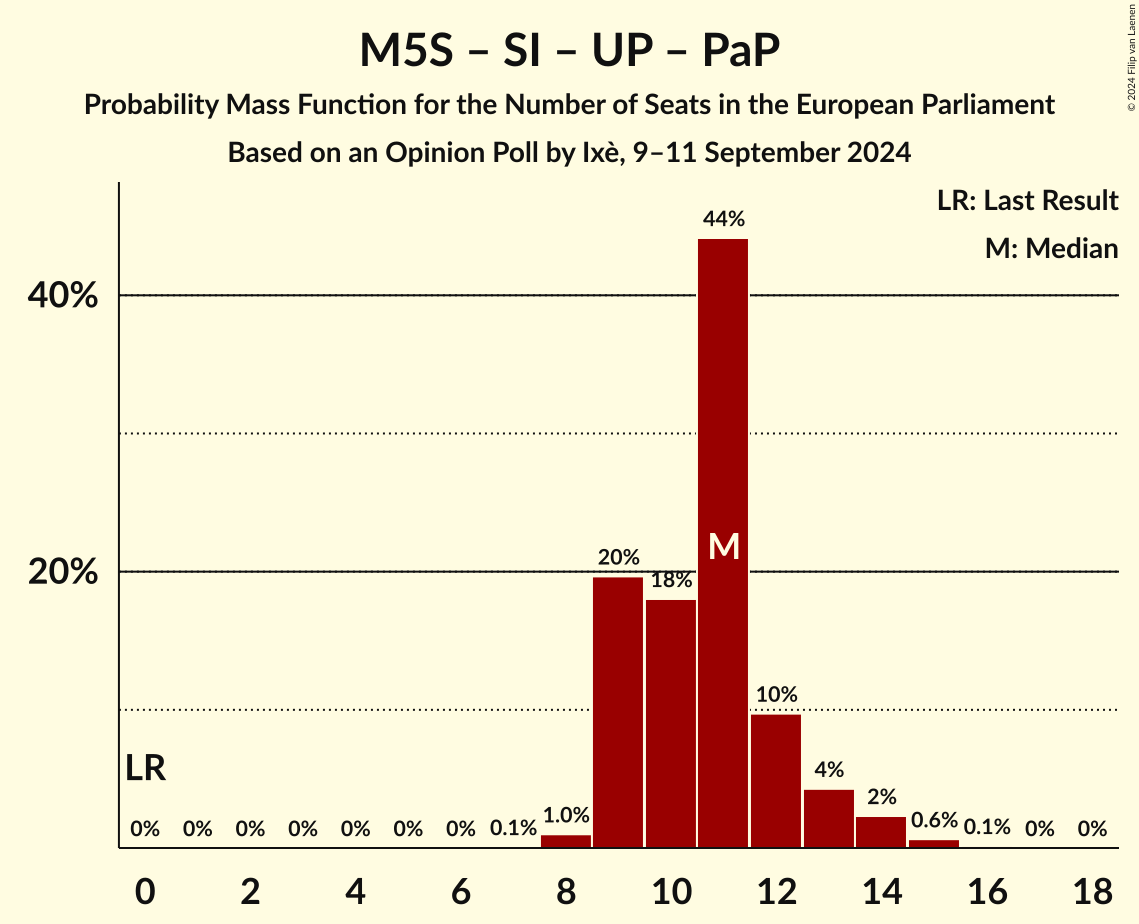 M5S – SI – UP – PaP
Probability Mass Function for the Number of Seats in the European Parliament
Based on an Opinion Poll by Ixè, 9–11 September 2024
© 2024 Filip van Laenen
LR: Last Result
M: Median
40%
20%
44%
20%
18%
M
10%
4%
2%
LR
0% 0% 0% 0% 0% 0% 0% 0.1% 1.0% 0.6% 0.1% 0% 0%
0 2 4 6 8 10 12 14 16 18